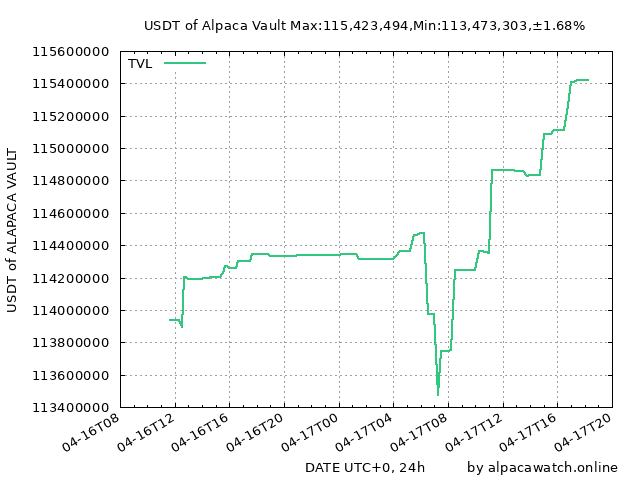 USDT of Alpaca Vault Max:115,423,494,Min:113,473,303,±1.68%
TVL
115600000
115400000
115200000
115000000
114800000
114600000
114400000
114200000
114000000
113800000
113600000
113400000
USDT of ALAPACA VAULT
04-16T08
04-16T12
04-16T16
04-16T20
04-17T00
04-17T04
04-17T08
04-17T12
04-17T16
04-17T20
DATE UTC+0, 24h
by alpacawatch.online